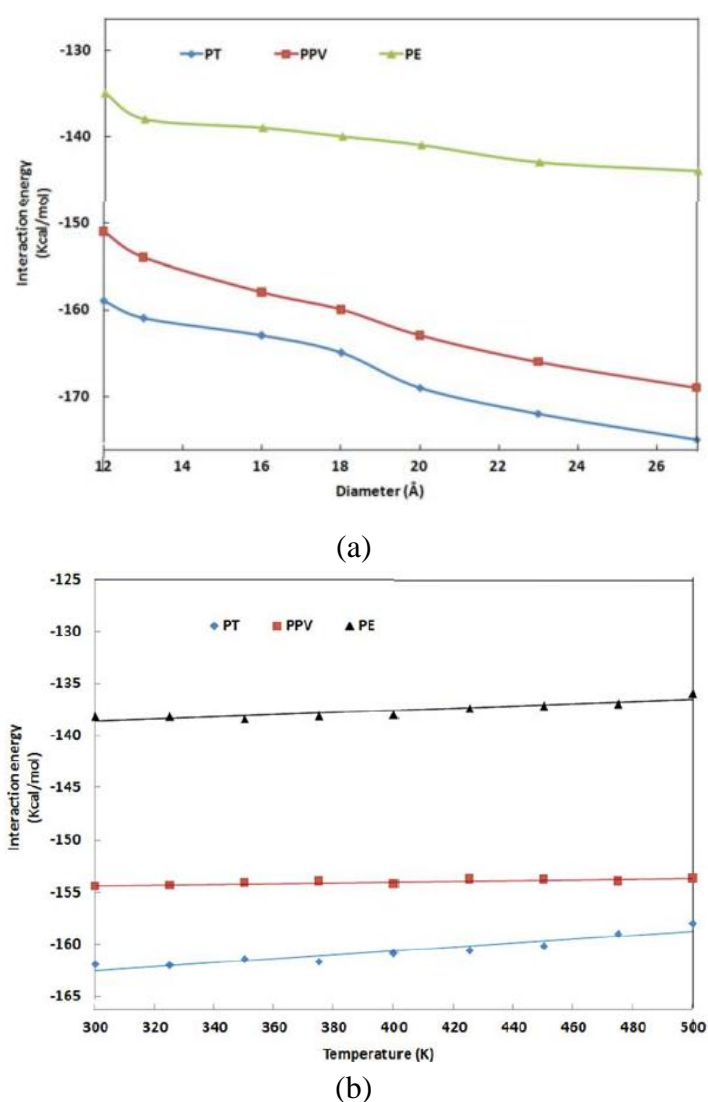 -130
PT PPV PE
-140
Interaction energy
(Kcal/mol)
-150
-160
-170
12 14 16 18 20 22 24 26
Diameter (Å)
(a)
-125
-130
PT PPV PE
-135
-140
Interaction energy
(Kcal/mol)
-145
-150
-155
-160
-165
300 320 340 360 380 400 420 440 460 480 500
Temperature (K)
(b)